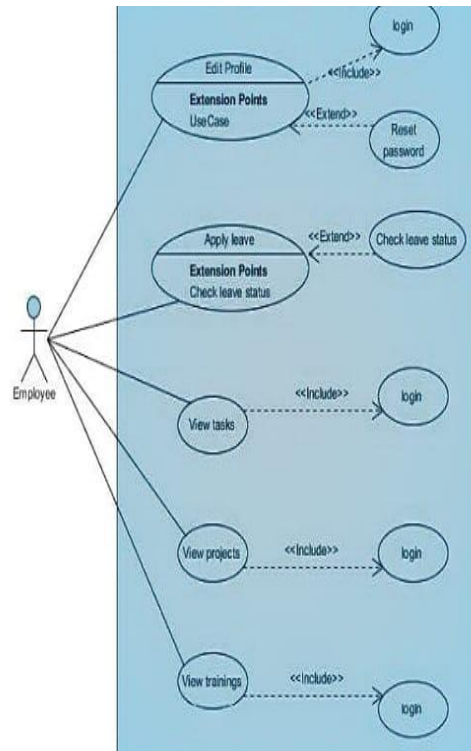 login
Edit Profile
<<Include>>
Extension Points
UseCase
<<Extend>>
Reset
password
Apply leave
<<Extend>>
Check leave status
Extension Points
Check leave status
Employee
View tasks
<<Include>>
login
View projects
<<Include>>
login
View trainings
<<Include>>
login